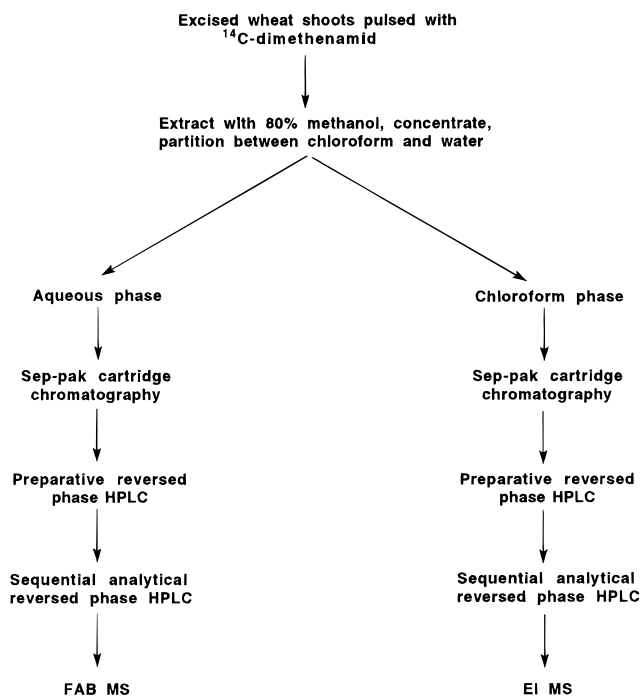 Excised wheat shoots pulsed with
¹⁴C-dimethenamid
Extract with 80% methanol, concentrate,
partition between chloroform and water
Aqueous phase
Sep-pak cartridge
chromatography
Preparative reversed
phase HPLC
Sequential analytical
reversed phase HPLC
FAB MS
Chloroform phase
Sep-pak cartridge
chromatography
Preparative reversed
phase HPLC
Sequential analytical
reversed phase HPLC
EI MS